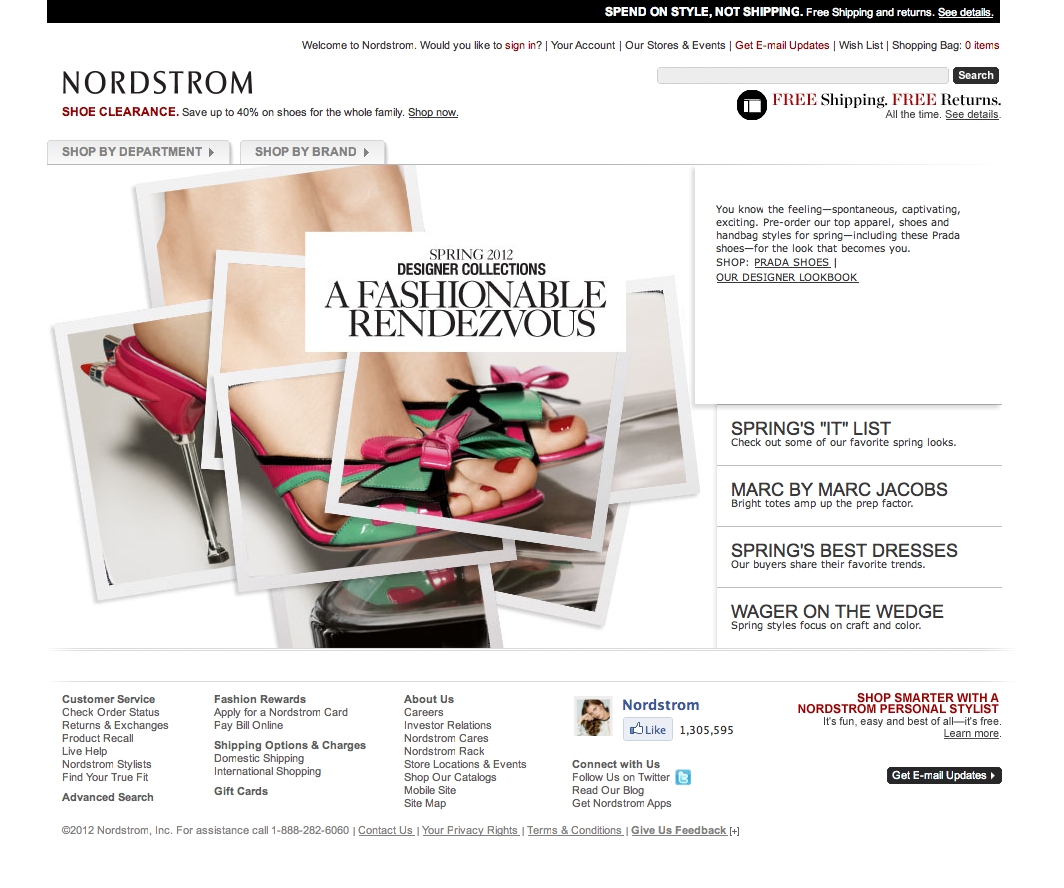 SPEND ON STYLE, NOT SHIPPING. Free Shipping and returns. See details.
Welcome to Nordstrom. Would you like to sign in? | Your Account | Our Stores & Events | Get E-mail Updates | Wish List | Shopping Bag: 0 items
NORDSTROM
Search
SHOE CLEARANCE. Save up to 40% on shoes for the whole family. Shop now.
FREE Shipping. FREE Returns.
All the time. See details.
SHOP BY DEPARTMENT
SHOP BY BRAND
SPRING 2012
DESIGNER COLLECTIONS
A FASHIONABLE
RENDEZVOUS
You know the feeling—spontaneous, captivating,
exciting. Pre-order our top apparel, shoes and
handbag styles for spring—including these Prada
shoes—for the look that becomes you.
SHOP: PRADA SHOES |
OUR DESIGNER LOOKBOOK
SPRING'S "IT" LIST
Check out some of our favorite spring looks.
MARC BY MARC JACOBS
Bright totes amp up the prep factor.
SPRING'S BEST DRESSES
Our buyers share their favorite trends.
WAGER ON THE WEDGE
Spring styles focus on craft and color.
Customer Service
Check Order Status
Returns & Exchanges
Product Recall
Live Help
Nordstrom Stylists
Find Your True Fit
Advanced Search
Fashion Rewards
Apply for a Nordstrom Card
Pay Bill Online
Shipping Options & Charges
Domestic Shipping
International Shopping
Gift Cards
About Us
Careers
Investor Relations
Nordstrom Cares
Nordstrom Rack
Store Locations & Events
Shop Our Catalogs
Mobile Site
Site Map
Nordstrom
Like 1,305,595
Connect with Us
Follow Us on Twitter
Read Our Blog
Get Nordstrom Apps
SHOP SMARTER WITH A
NORDSTROM PERSONAL STYLIST
It's fun, easy and best of all—it's free.
Learn more.
Get E-mail Updates
©2012 Nordstrom, Inc. For assistance call 1-888-282-6060 | Contact Us | Your Privacy Rights | Terms & Conditions | Give Us Feedback [+]